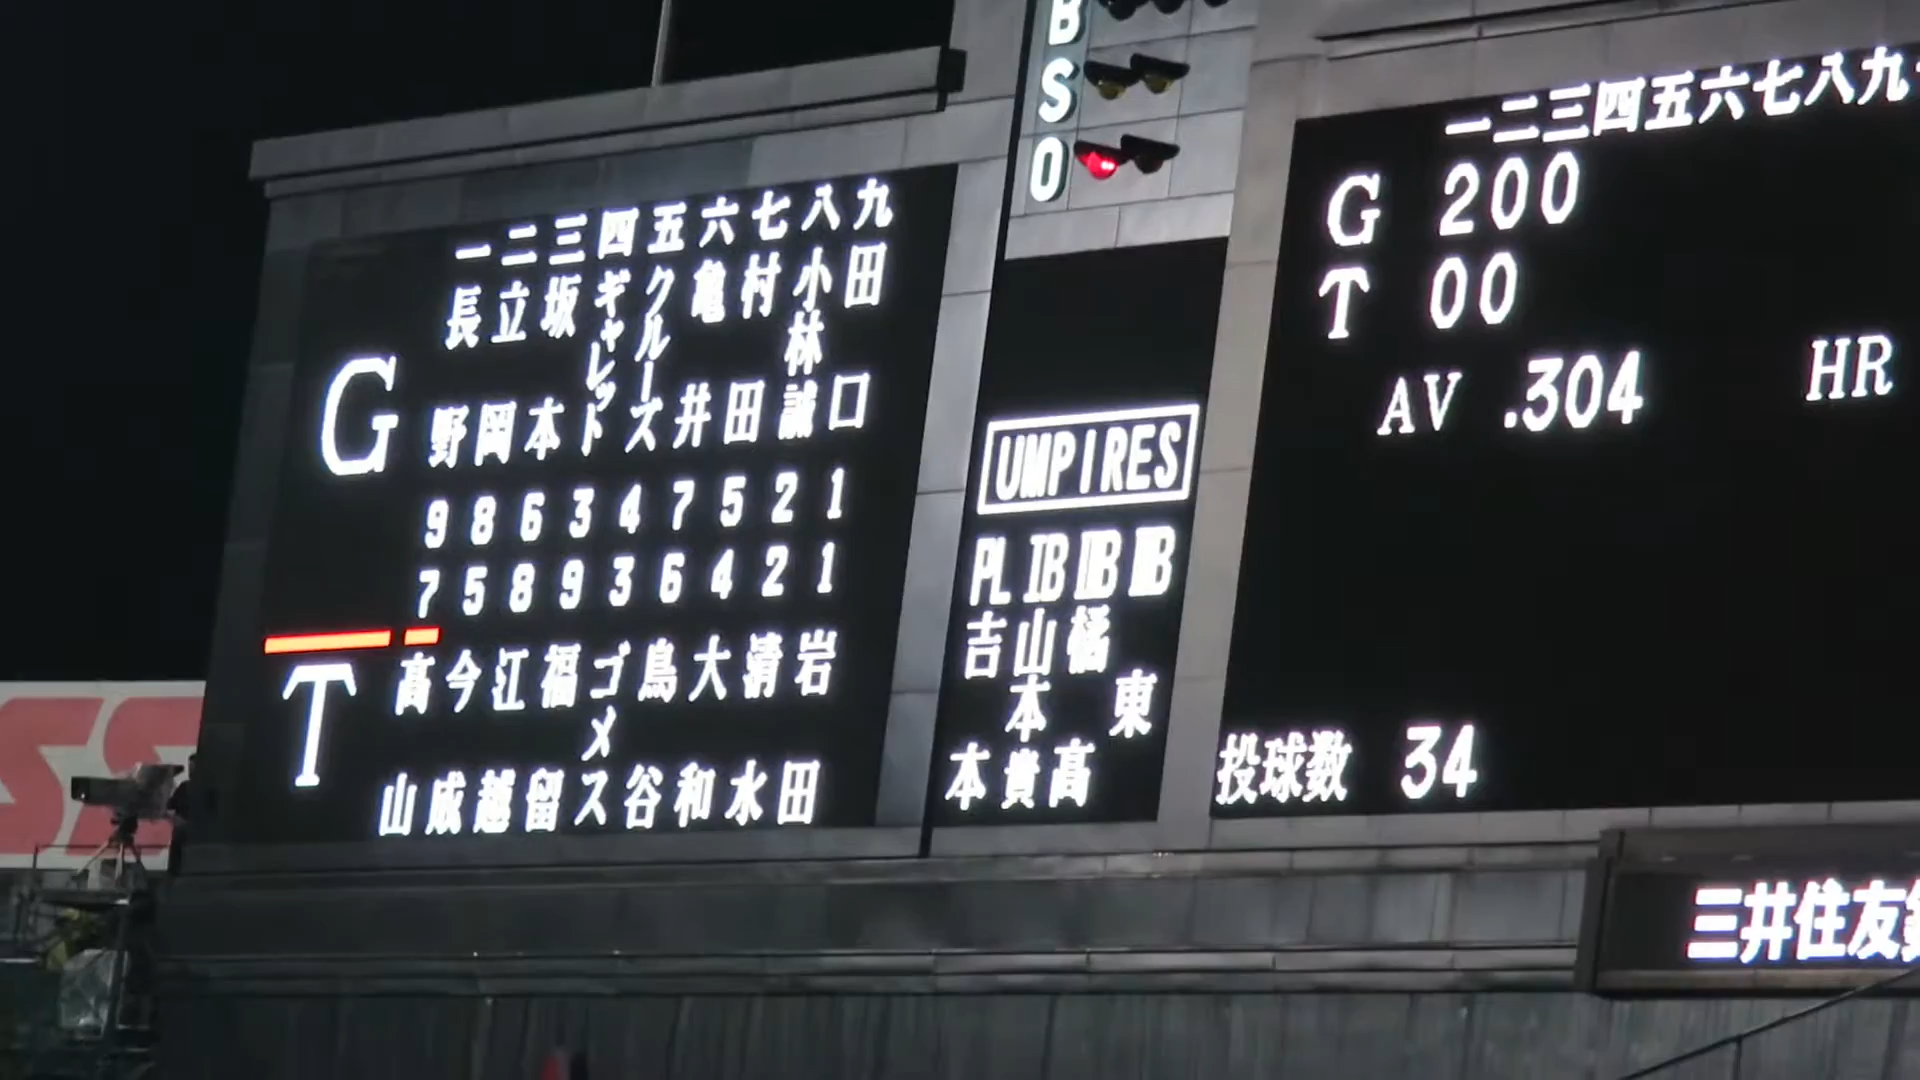 B
S
O
一二三四五六七八九
長野 立岡 坂本 ギャレット クルーズ 亀井 村田 小林誠 田口
G
9 8 6 3 4 7 5 2 1
7 5 8 9 3 6 4 2 1
T
高山 今成 江越 福留 ゴメス 鳥谷 大和 清水 岩田
UMPIRES
PL ⅠB ⅡB ⅢB
吉本 山本貴 橘高 東
一二三四五六七八九
G 200
T 00
AV .304 HR
投球数 34
三井住友